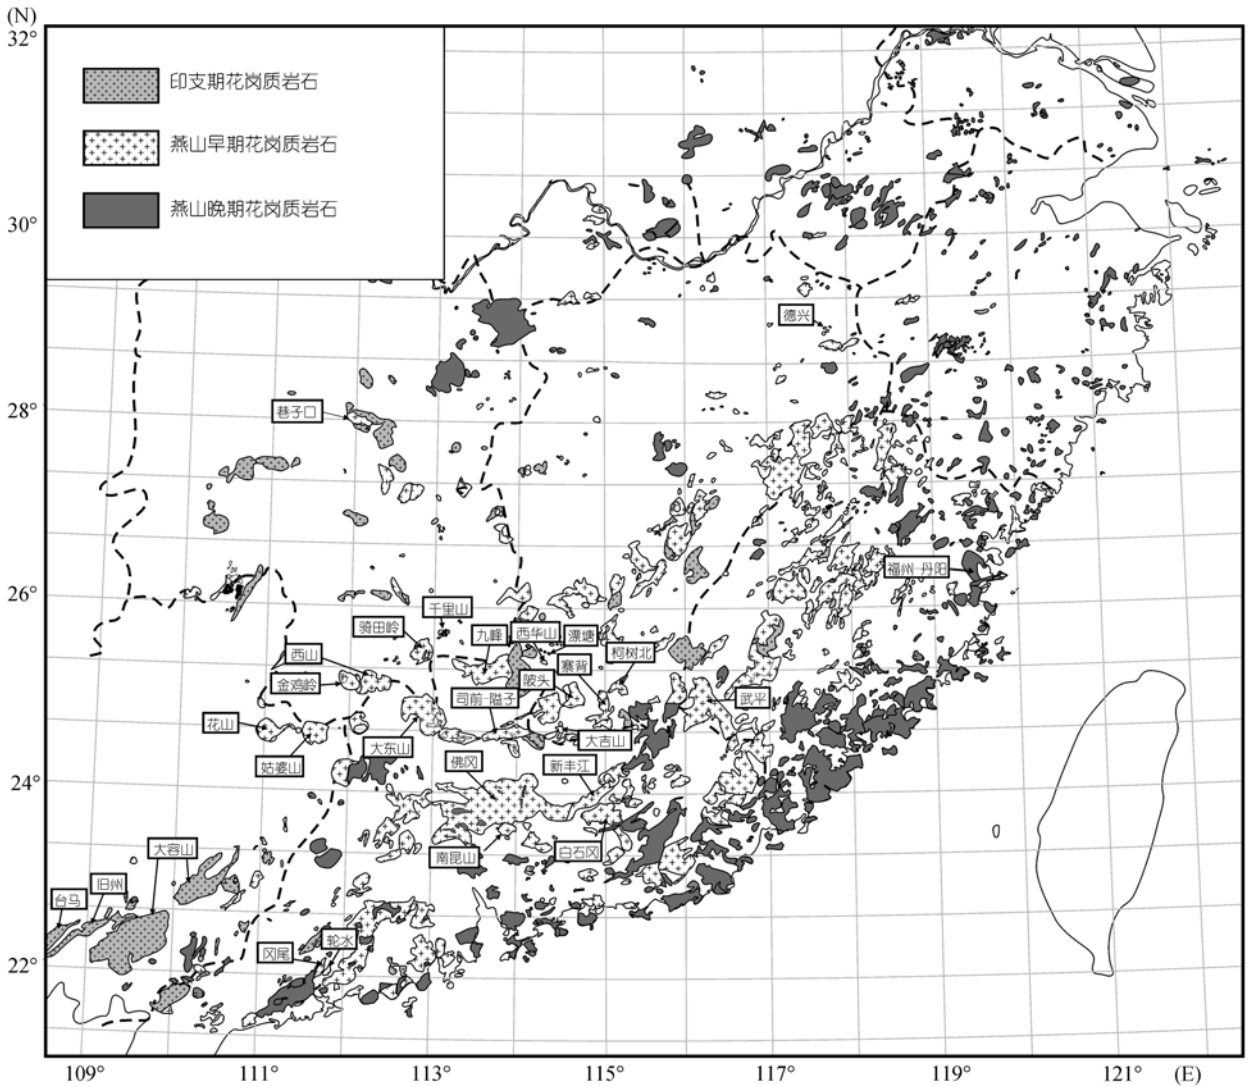 (N)
32°
印支期花岗质岩石
燕山早期花岗质岩石
燕山晚期花岗质岩石
30°
德兴
28°
巷子口
福州-丹阳
26°
千里山
骑田岭
九峰
西华山
漂塘
西山
柯树北
寨背
金鸡岭
陂头
司前-隘子
武平
花山
大东山
大吉山
姑婆山
佛冈
新丰江
24°
大容山
南昆山
白石冈
旧州
台马
轮水
冈尾
22°
109°
111°
113°
115°
117°
119°
121°
(E)